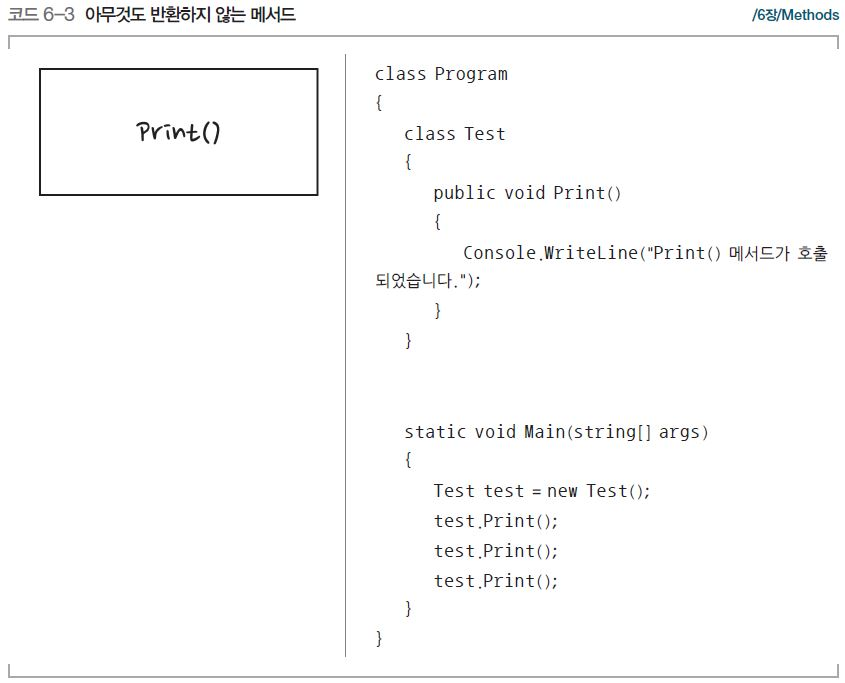 코드 6-3 아무것도 반환하지 않는 메서드 /6장/Methods
Print()
class Program
{
class Test
{
public void Print()
{
Console.WriteLine("Print() 메서드가 호출
되었습니다.");
}
}
static void Main(string[] args)
{
Test test = new Test();
test.Print();
test.Print();
test.Print();
}
}